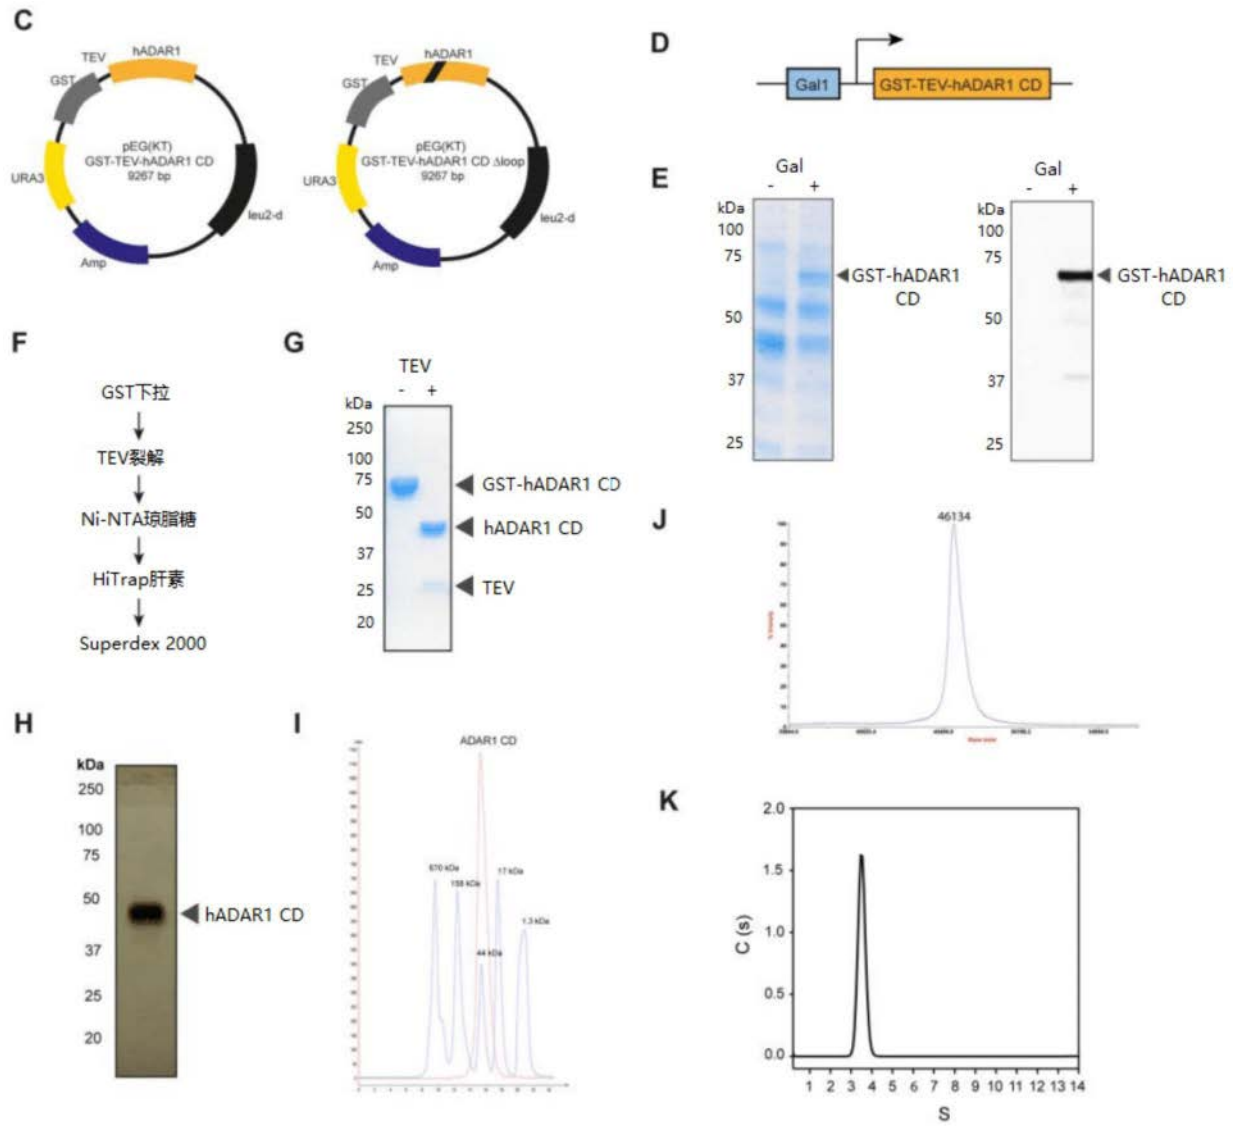 C
TEV
hADAR1
GST
URA3
pEG(KT)
GST-TEV-hADAR1 CD
9267 bp
leu2-d
Amp
TEV
hADAR1
GST
URA3
pEG(KT)
GST-TEV-hADAR1 CD Δloop
9267 bp
leu2-d
Amp
D
Gal1
GST-TEV-hADAR1 CD
E
Gal
- +
kDa
100
75
50
37
25
GST-hADAR1
CD
Gal
- +
kDa
100
75
50
37
25
GST-hADAR1
CD
F
GST下拉
TEV裂解
Ni-NTA琼脂糖
HiTrap肝素
Superdex 2000
G
TEV
- +
kDa
250
100
75
50
37
25
20
GST-hADAR1 CD
hADAR1 CD
TEV
H
kDa
250
100
75
50
37
25
20
hADAR1 CD
I
ADAR1 CD
670 kDa
158 kDa
44 kDa
17 kDa
1.3 kDa
J
46134
K
C (s)
2.0
1.5
1.0
0.5
0.0
1 2 3 4 5 6 7 8 9 10 11 12 13 14
S